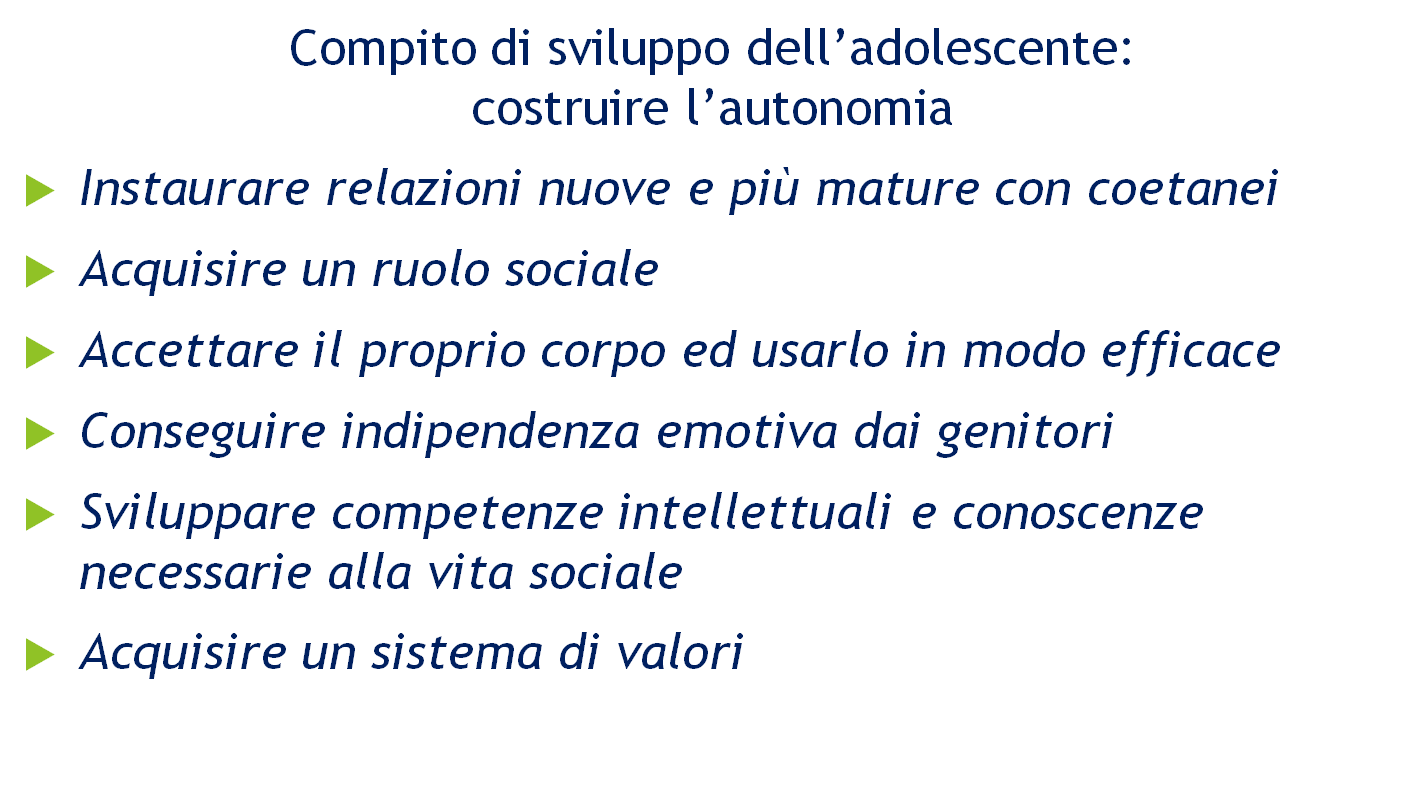 Compito di sviluppo dell’adolescente:
costruire l’autonomia
Instaurare relazioni nuove e più mature con coetanei
Acquisire un ruolo sociale
Accettare il proprio corpo ed usarlo in modo efficace
Conseguire indipendenza emotiva dai genitori
Sviluppare competenze intellettuali e conoscenze
necessarie alla vita sociale
Acquisire un sistema di valori